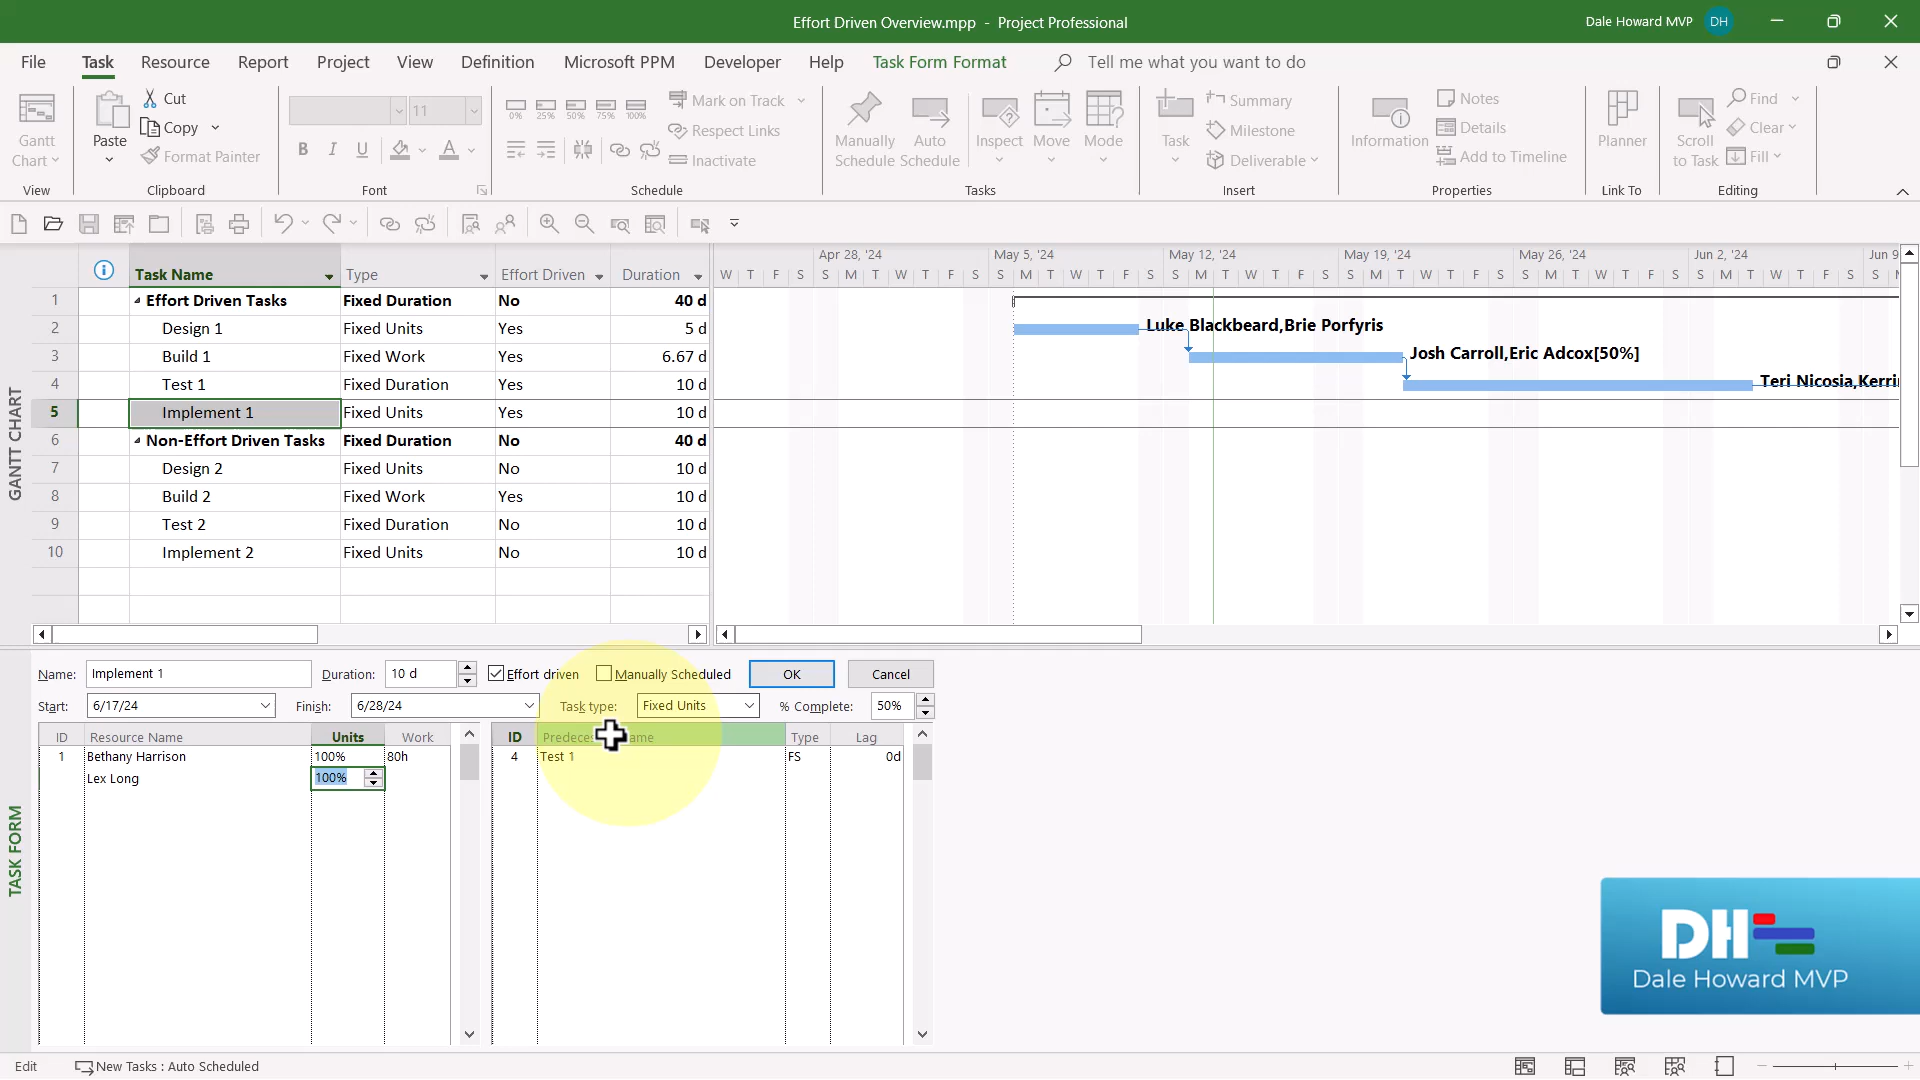 Effort Driven Overview.mpp - Project Professional
Dale Howard MVP DH
File Task Resource Report Project View Definition Microsoft PPM Developer Help Task Form Format Tell me what you want to do
Gantt Chart
View
Paste
Cut
Copy
Format Painter
Clipboard
11
B I U A
Font
0% 25% 50% 75% 100%
Mark on Track
Respect Links
Inactivate
Schedule
Manually Schedule
Auto Schedule
Inspect
Move
Mode
Tasks
Task
Summary
Milestone
Deliverable
Insert
Information
Notes
Details
Add to Timeline
Properties
Planner
Link To
Scroll to Task
Find
Clear
Fill
Editing
GANTT CHART
Task Name Type Effort Driven Duration
1 Effort Driven Tasks Fixed Duration No 40 d
2 Design 1 Fixed Units Yes 5 d
3 Build 1 Fixed Work Yes 6.67 d
4 Test 1 Fixed Duration Yes 10 d
5 Implement 1 Fixed Units Yes 10 d
6 Non-Effort Driven Tasks Fixed Duration No 40 d
7 Design 2 Fixed Units No 10 d
8 Build 2 Fixed Work Yes 10 d
9 Test 2 Fixed Duration No 10 d
10 Implement 2 Fixed Units No 10 d
Apr 28, '24 May 5, '24 May 12, '24 May 19, '24 May 26, '24 Jun 2, '24 Jun 9
W T F S S M T W T F S S M T W T F S S M T W T F S S M T W T F S S M T W T F S S M T W T F S S
Luke Blackbeard,Brie Porfyris
Josh Carroll,Eric Adcox[50%]
Teri Nicosia,Kerri
TASK FORM
Name: Implement 1 Duration: 10 d Effort driven Manually Scheduled OK Cancel
Start: 6/17/24 Finish: 6/28/24 Task type: Fixed Units % Complete: 50%
ID Resource Name Units Work
1 Bethany Harrison 100% 80h
Lex Long 100%
ID Type Lag
4 Test 1 FS 0d
DH
Dale Howard MVP
Edit New Tasks : Auto Scheduled